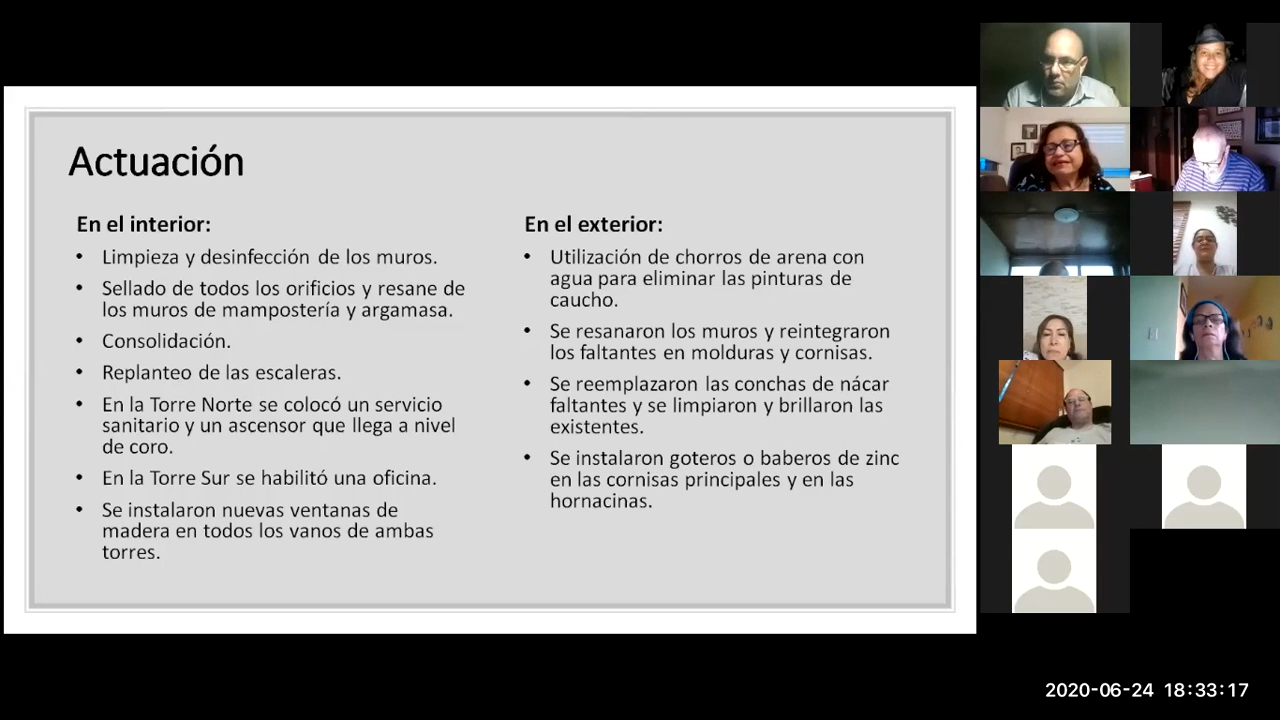 Actuación
En el interior:
• Limpieza y desinfección de los muros.
• Sellado de todos los orificios y resane de
los muros de mampostería y argamasa.
• Consolidación.
• Replanteo de las escaleras.
• En la Torre Norte se colocó un servicio
sanitario y un ascensor que llega a nivel
de coro.
• En la Torre Sur se habilitó una oficina.
• Se instalaron nuevas ventanas de
madera en todos los vanos de ambas
torres.
En el exterior:
• Utilización de chorros de arena con
agua para eliminar las pinturas de
caucho.
• Se resanaron los muros y reintegraron
los faltantes en molduras y cornisas.
• Se reemplazaron las conchas de nácar
faltantes y se limpiaron y brillaron las
existentes.
• Se instalaron goteros o baberos de zinc
en las cornisas principales y en las
hornacinas.
2020-06-24 18:33:17